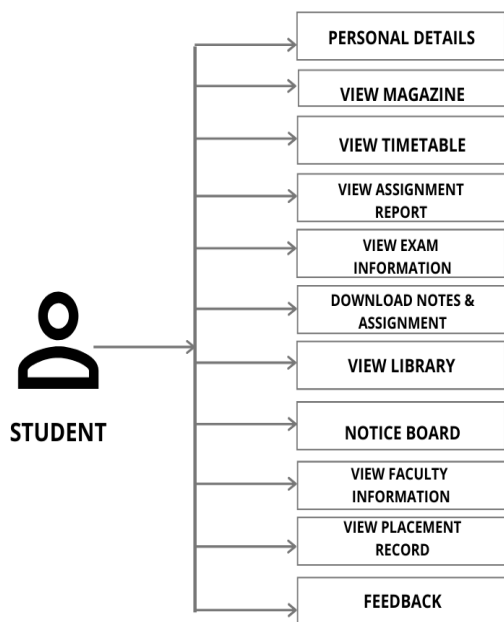 PERSONAL DETAILS
VIEW MAGAZINE
VIEW TIMETABLE
VIEW ASSIGNMENT
REPORT
VIEW EXAM
INFORMATION
DOWNLOAD NOTES &
ASSIGNMENT
VIEW LIBRARY
STUDENT
NOTICE BOARD
VIEW FACULTY
INFORMATION
VIEW PLACEMENT
RECORD
FEEDBACK